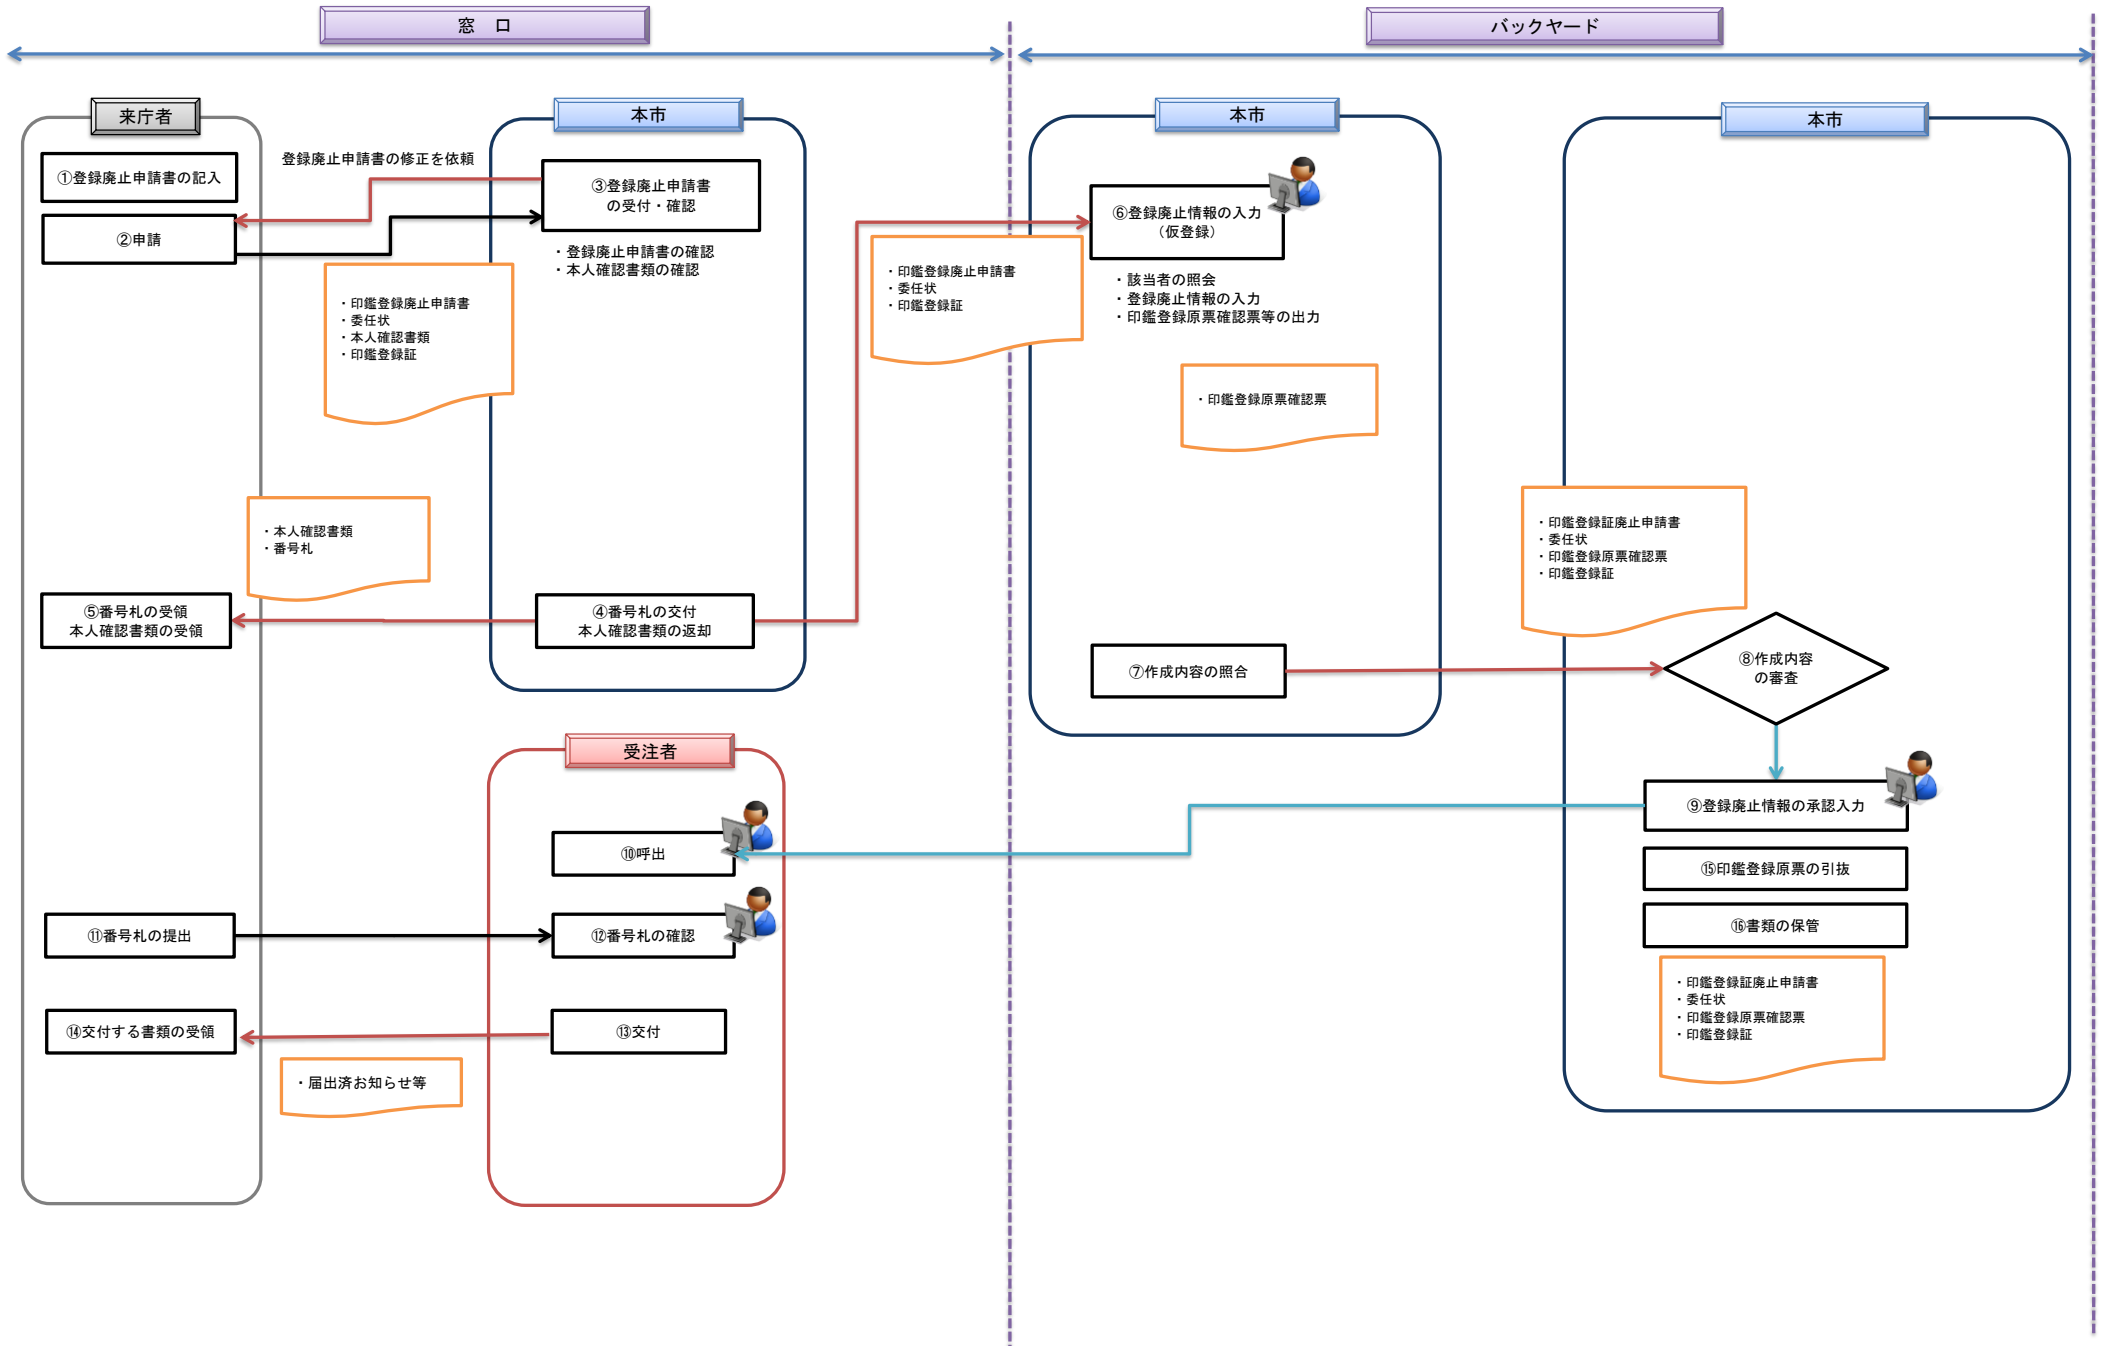 窓　口
バックヤード
来庁者
本市
本市
本市
①登録廃止申請書の記入
②申請
登録廃止申請書の修正を依頼
③登録廃止申請書
の受付・確認
・登録廃止申請書の確認
・本人確認書類の確認
・印鑑登録廃止申請書
・委任状
・本人確認書類
・印鑑登録証
・印鑑登録廃止申請書
・委任状
・印鑑登録証
⑥登録廃止情報の入力
（仮登録）
・該当者の照会
・登録廃止情報の入力
・印鑑登録原票確認票等の出力
・印鑑登録原票確認票
・本人確認書類
・番号札
⑤番号札の受領
本人確認書類の受領
④番号札の交付
本人確認書類の返却
・印鑑登録証廃止申請書
・委任状
・印鑑登録原票確認票
・印鑑登録証
⑦作成内容の照合
⑧作成内容
の審査
受注者
⑨登録廃止情報の承認入力
⑩呼出
⑮印鑑登録原票の引抜
⑪番号札の提出
⑫番号札の確認
⑯書類の保管
・印鑑登録証廃止申請書
・委任状
・印鑑登録原票確認票
・印鑑登録証
⑭交付する書類の受領
⑬交付
・届出済お知らせ等